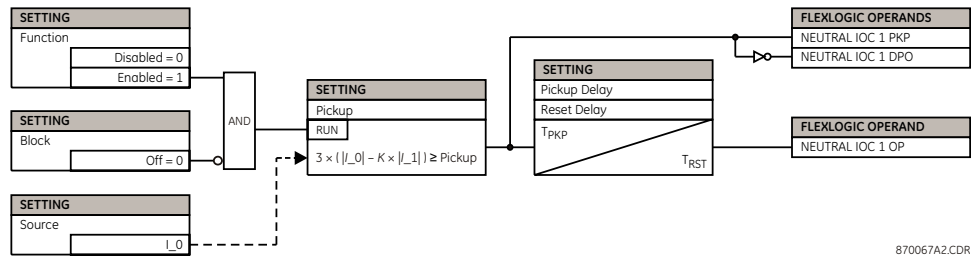 SETTING
Function
Disabled = 0
Enabled = 1
SETTING
Block
Off = 0
SETTING
Source
I_0
AND
SETTING
Pickup
RUN
3 × ( |I_0| – K × |I_1| ) ≥ Pickup
SETTING
Pickup Delay
Reset Delay
TPKP
TRST
FLEXLOGIC OPERANDS
NEUTRAL IOC 1 PKP
NEUTRAL IOC 1 DPO
FLEXLOGIC OPERAND
NEUTRAL IOC 1 OP
870067A2.CDR